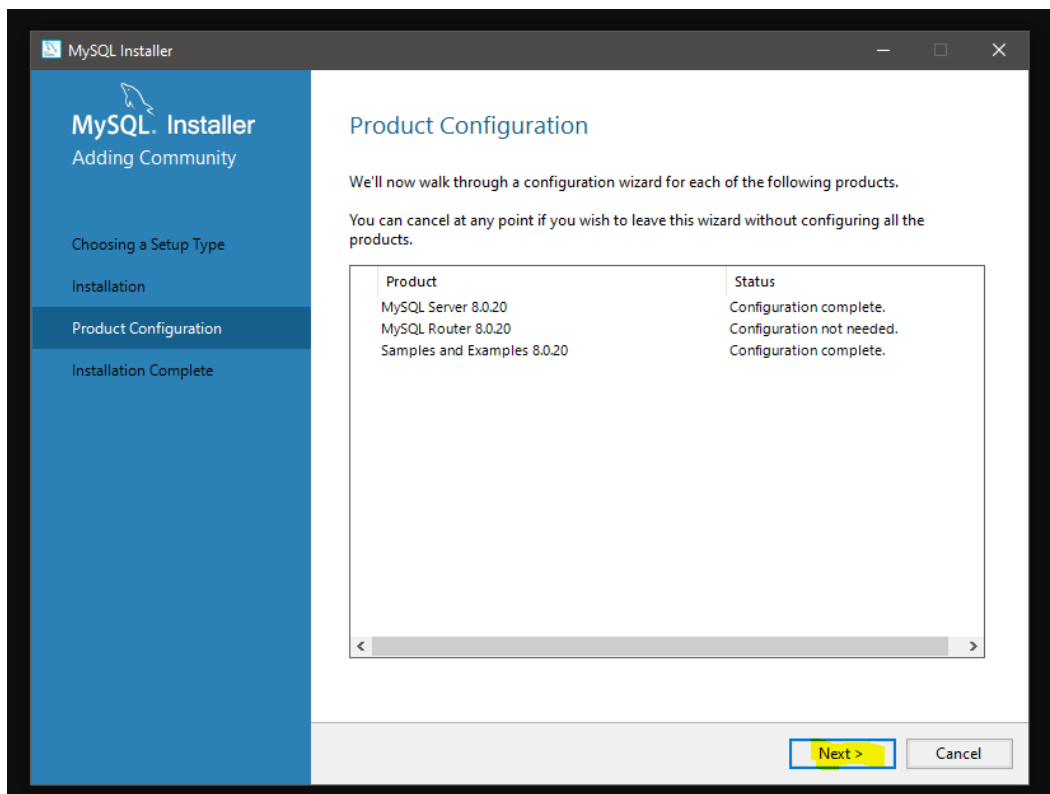 MySQL Installer
MySQL. Installer
Adding Community
Choosing a Setup Type
Installation
Product Configuration
Installation Complete
Product Configuration
We'll now walk through a configuration wizard for each of the following products.
You can cancel at any point if you wish to leave this wizard without configuring all the
products.
Product Status
MySQL Server 8.0.20 Configuration complete.
MySQL Router 8.0.20 Configuration not needed.
Samples and Examples 8.0.20 Configuration complete.
Next > Cancel